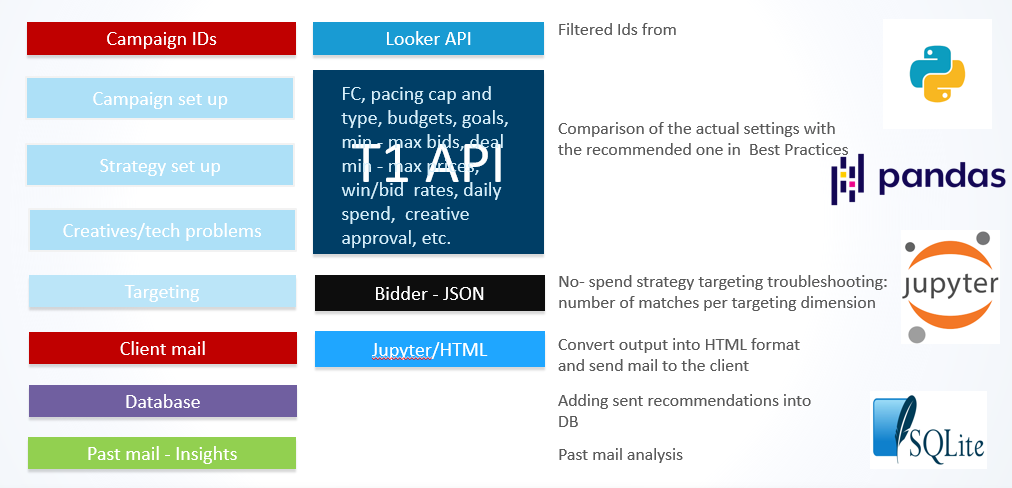 Campaign IDs
Looker API
Filtered Ids from
Campaign set up
FC, pacing cap and
type, budgets, goals,
min - max bids, deal
min - max prices,
win/bid rates, daily
spend, creative
approval, etc.
T1 API
Comparison of the actual settings with
the recommended one in Best Practices
Strategy set up
pandas
Creatives/tech problems
Targeting
Bidder - JSON
No- spend strategy targeting troubleshooting:
number of matches per targeting dimension
jupyter
Client mail
Jupyter/HTML
Convert output into HTML format
and send mail to the client
Database
Adding sent recommendations into
DB
SQLite
Past mail - Insights
Past mail analysis